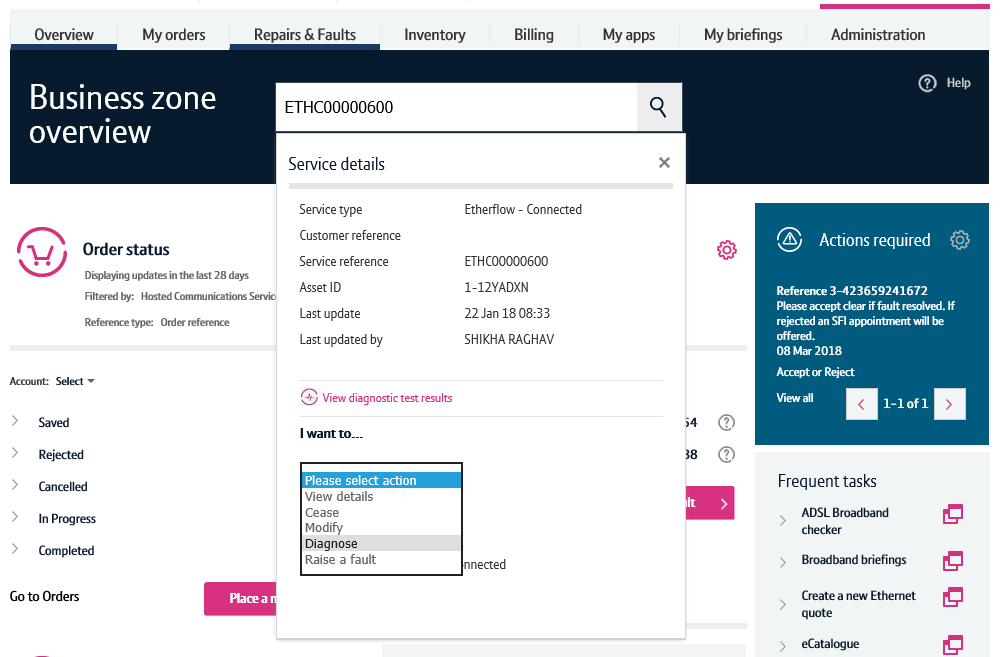 Overview My orders Repairs & Faults Inventory Billing My apps My briefings Administration
Business zone
overview
Help
ETHC00000600
Service details
Service type Etherflow - Connected
Customer reference
Service reference ETHC00000600
Asset ID 1-12YADXN
Last update 22 Jan 18 08:33
Last updated by SHIKHA RAGHAV
View diagnostic test results
I want to...
Please select action
View details
Cease
Modify
Diagnose
Raise a fault
Order status
Displaying updates in the last 28 days
Filtered by: Hosted Communications
Reference type: Order reference
Account: Select
Saved
Rejected
Cancelled
In Progress
Completed
Go to Orders
Place a
Actions required
Reference 3-423659241672
Please accept clear if fault resolved. If
rejected an SFI appointment will be
offered.
08 Mar 2018
Accept or Reject
View all
1-1 of 1
Frequent tasks
ADSL Broadband
checker
Broadband briefings
Create a new Ethernet
quote
eCatalogue